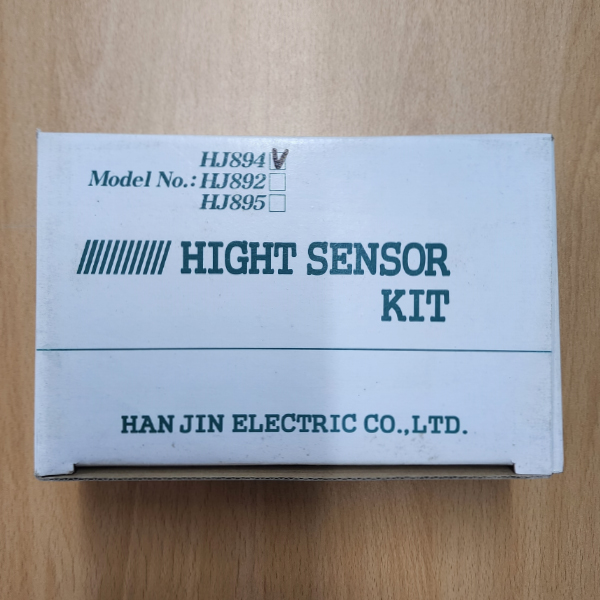 HJ894
Model No.: HJ892
HJ895
HIGHT SENSOR
KIT
HAN JIN ELECTRIC CO.,LTD.